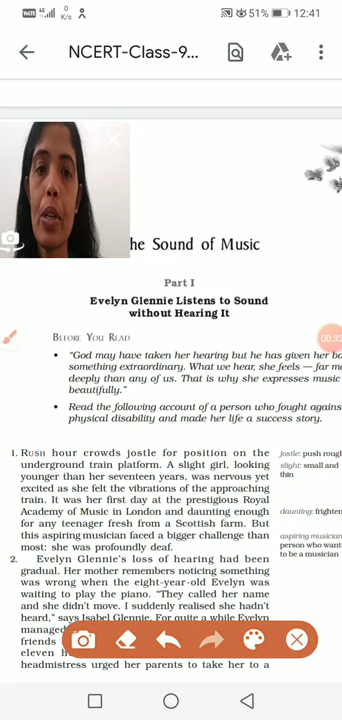 VoLTE 4G 0 K/s 51% 12:41
NCERT-Class-9...
he Sound of Music
Part I
Evelyn Glennie Listens to Sound
without Hearing It
BEFORE YOU READ
• "God may have taken her hearing but he has given her ba
something extraordinary. What we hear, she feels — far mo
deeply than any of us. That is why she expresses music
beautifully."
• Read the following account of a person who fought agains
physical disability and made her life a success story.
00:32
1. RUSH hour crowds jostle for position on the
underground train platform. A slight girl, looking
younger than her seventeen years, was nervous yet
excited as she felt the vibrations of the approaching
train. It was her first day at the prestigious Royal
Academy of Music in London and daunting enough
for any teenager fresh from a Scottish farm. But
this aspiring musician faced a bigger challenge than
most: she was profoundly deaf.
jostle: push rough
slight: small and
thin
daunting: frighten
aspiring musician
person who want
to be a musician
2. Evelyn Glennie's loss of hearing had been
gradual. Her mother remembers noticing something
was wrong when the eight-year-old Evelyn was
waiting to play the piano. "They called her name
and she didn't move. I suddenly realised she hadn't
heard," says Isabel Glennie. For quite a while Evelyn
managed
friends
eleven h
headmistress urged her parents to take her to a